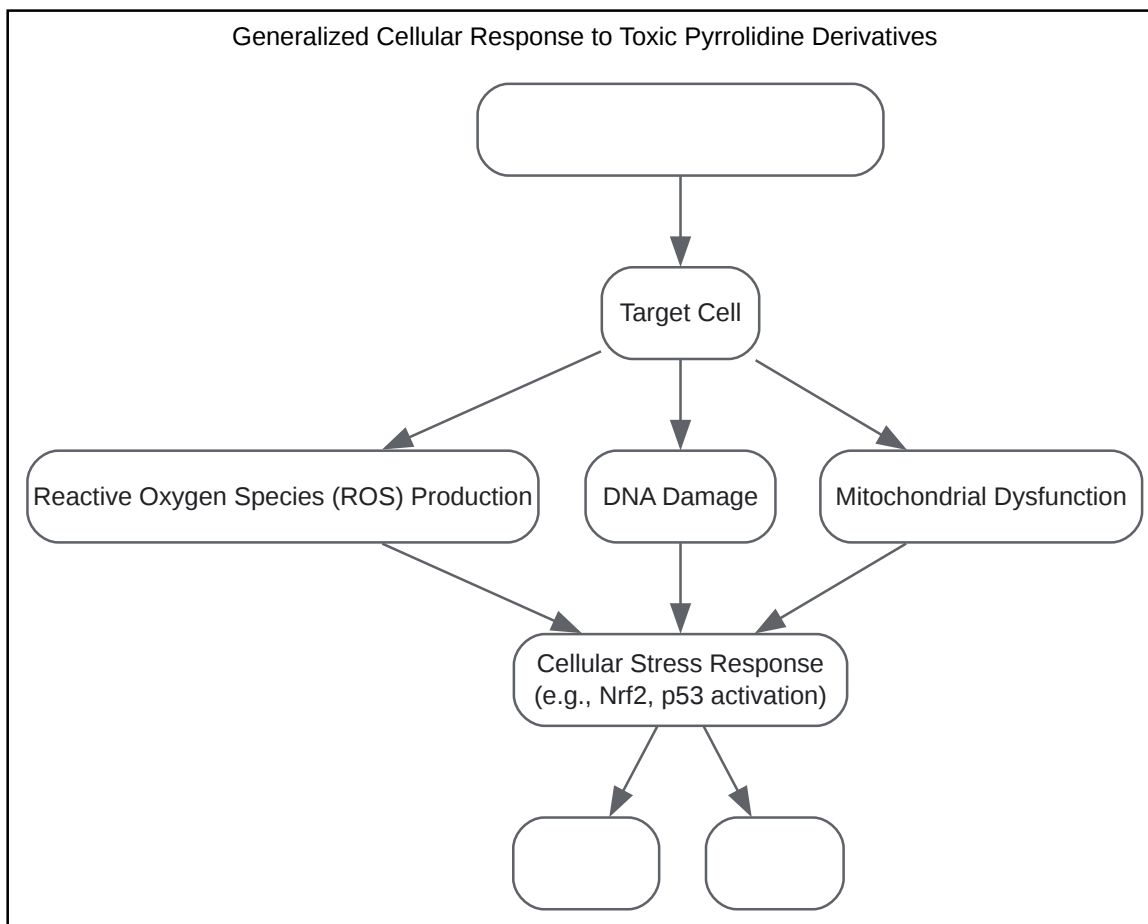 Generalized Cellular Response to Toxic Pyrrolidine Derivatives
Target Cell
Reactive Oxygen Species (ROS) Production
DNA Damage
Mitochondrial Dysfunction
Cellular Stress Response
(e.g., Nrf2, p53 activation)